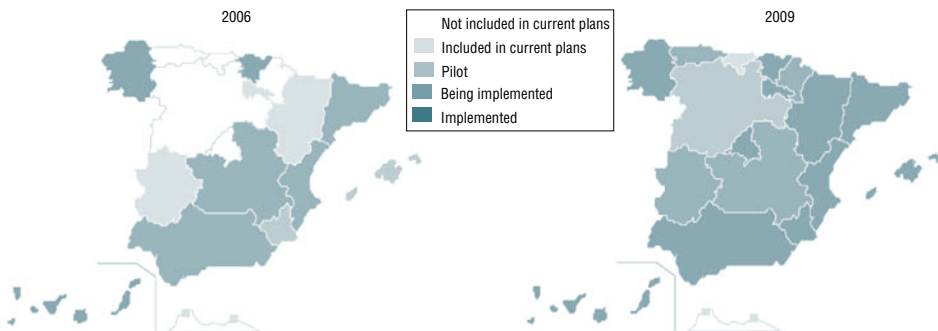 2006
Not included in current plans
Included in current plans
Pilot
Being implemented
Implemented
2009